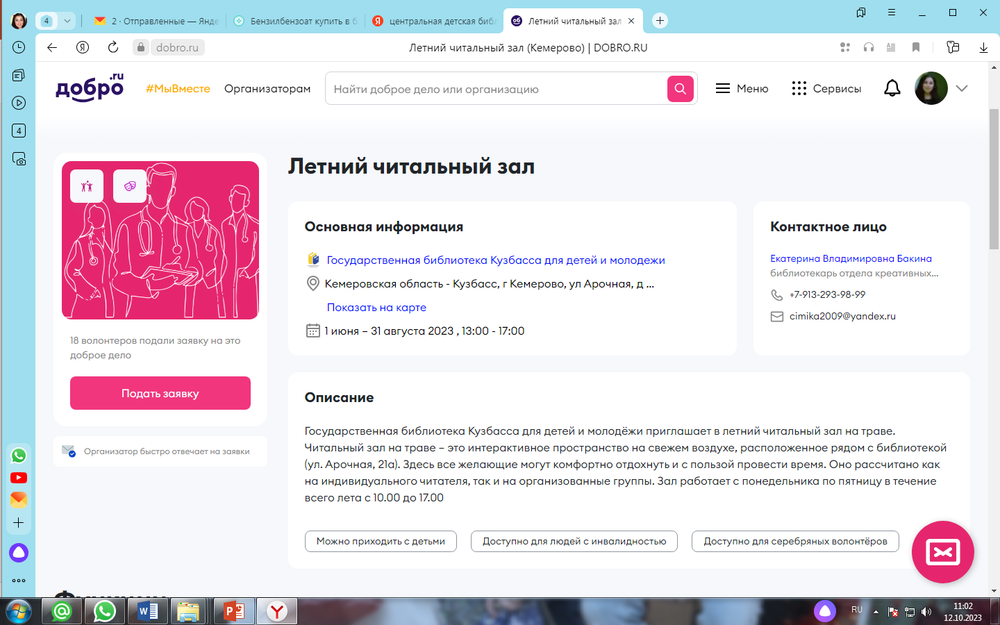 4
2 · Отправленные — Янде
Бензилбензоат купить в б
центральная детская библ
Летний читальный зал
dobro.ru
Летний читальный зал (Кемерово) | DOBRO.RU
4
добро.ru
#МыВместе
Организаторам
Найти доброе дело или организацию
Меню
Сервисы
Летний читальный зал
18 волонтеров подали заявку на это
доброе дело
Подать заявку
Организатор быстро отвечает на заявки
Основная информация
Государственная библиотека Кузбасса для детей и молодежи
Кемеровская область - Кузбасс, г Кемерово, ул Арочная, д ...
Показать на карте
1 июня – 31 августа 2023 , 13:00 - 17:00
Контактное лицо
Екатерина Владимировна Бакина
библиотекарь отдела креативных...
+7-913-293-98-99
cimika2009@yandex.ru
Описание
Государственная библиотека Кузбасса для детей и молодёжи приглашает в летний читальный зал на траве.
Читальный зал на траве – это интерактивное пространство на свежем воздухе, расположенное рядом с библиотекой
(ул. Арочная, 21а). Здесь все желающие могут комфортно отдохнуть и с пользой провести время. Оно рассчитано как
на индивидуального читателя, так и на организованные группы. Зал работает с понедельника по пятницу в течение
всего лета с 10.00 до 17.00
Можно приходить с детьми
Доступно для людей с инвалидностью
Доступно для серебряных волонтёров
RU
11:02
12.10.2023